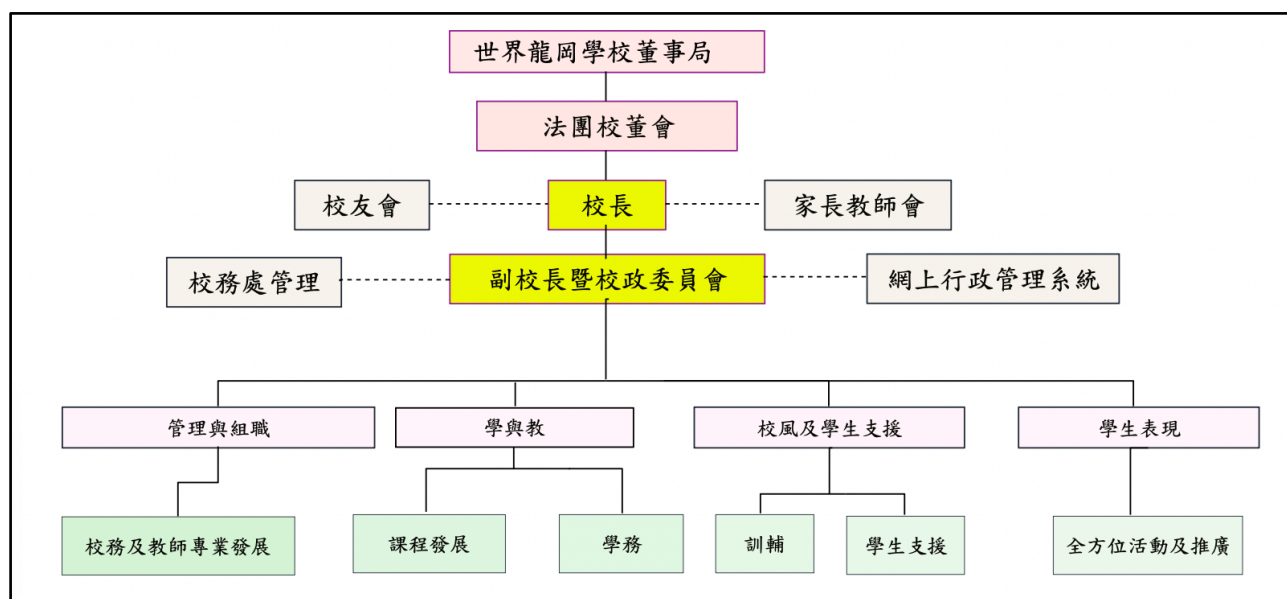 世界龍岡學校董事局
法團校董會
校友會
校長
家長教師會
校務處管理
副校長暨校政委員會
網上行政管理系統
管理與組職
學與教
校風及學生支援
學生表現
校務及教師專業發展
課程發展
學務
訓輔
學生支援
全方位活動及推廣